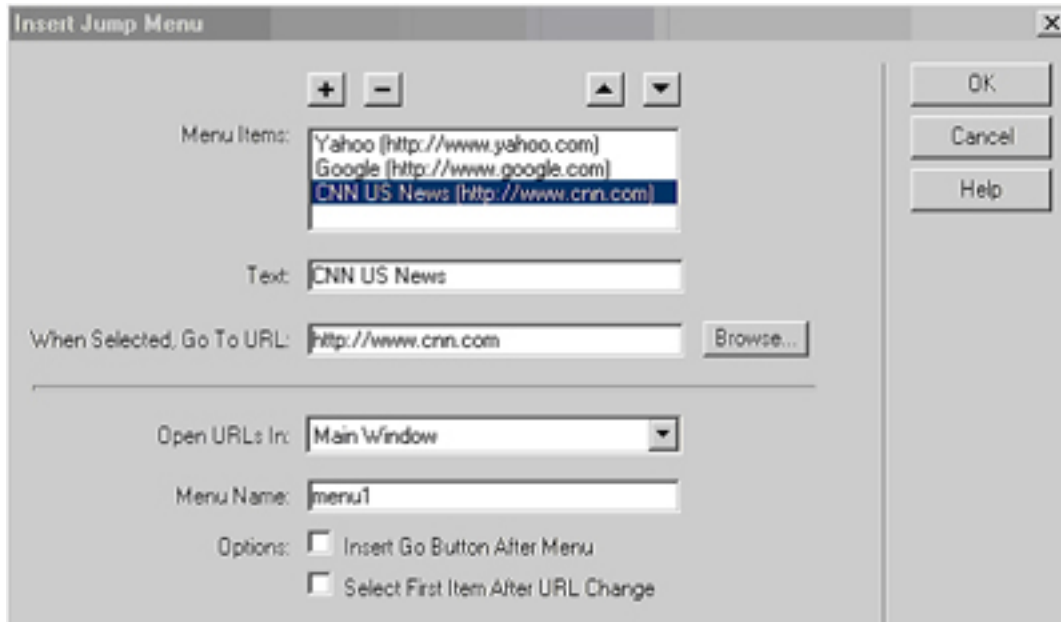 Insert Jump Menu
Menu Items:
Yahoo (http://www.yahoo.com)
Google (http://www.google.com)
CNN US News (http://www.cnn.com)
Text: CNN US News
When Selected, Go To URL: http://www.cnn.com Browse...
Open URLs In: Main Window
Menu Name: menu1
Options: Insert Go Button After Menu
Select First Item After URL Change
OK
Cancel
Help